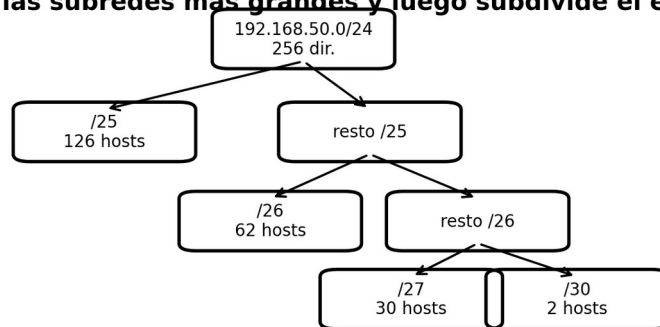 las subredes más grandes y luego subdivide el
192.168.50.0/24
256 dir.
/25
126 hosts
resto /25
/26
62 hosts
resto /26
/27
30 hosts
/30
2 hosts